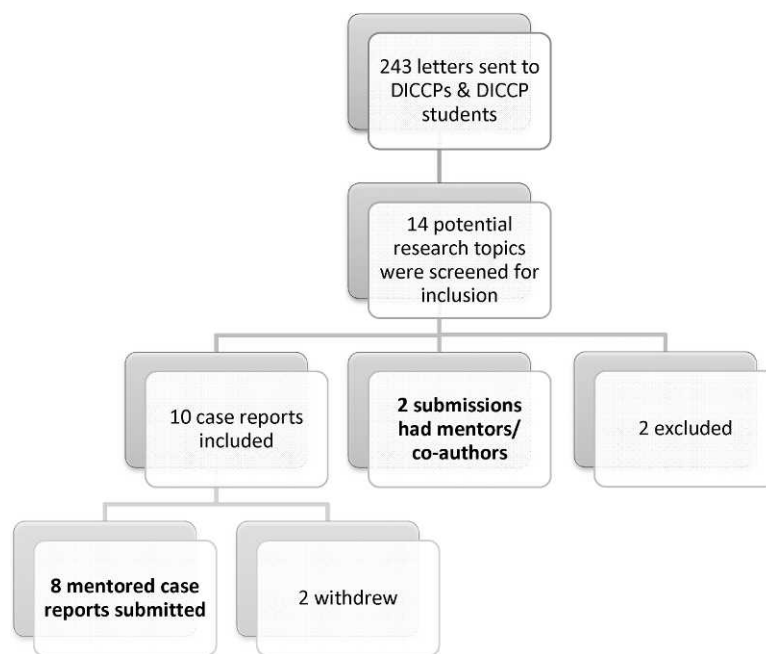 243 letters sent to
DICCPs & DICCP
students
14 potential
research topics
were screened for
inclusion
10 case reports
included
2 submissions
had mentors/
co-authors
2 excluded
8 mentored case
reports submitted
2 withdrew